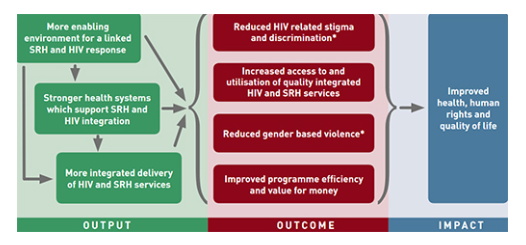 More enabling
environment for a linked
SRH and HIV response
Stronger health systems
which support SRH and
HIV integration
More integrated delivery
of HIV and SRH services
Reduced HIV related stigma
and discrimination*
Increased access to and
utilisation of quality integrated
HIV and SRH services
Reduced gender based violence*
Improved programme efficiency
and value for money
Improved
health, human
rights and
quality of life
OUTPUT
OUTCOME
IMPACT